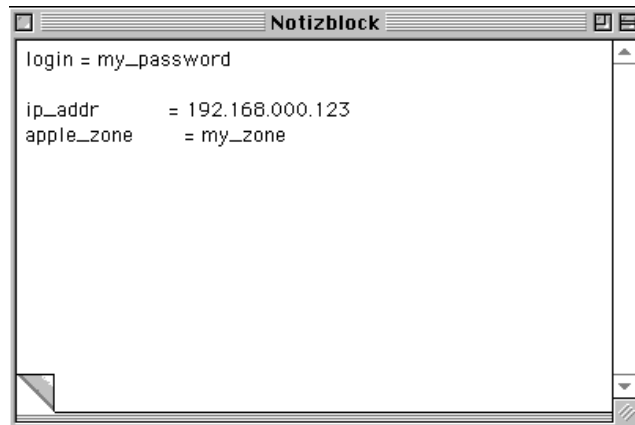 Notizblock
login = my_password
ip_addr = 192.168.000.123
apple_zone = my_zone